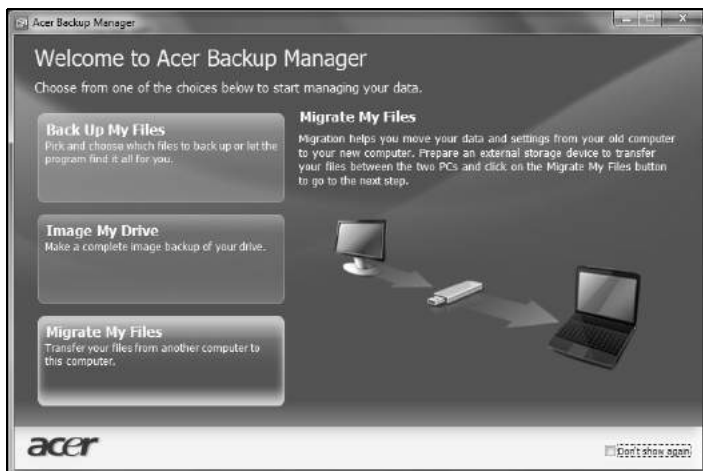 Acer Backup Manager
Welcome to Acer Backup Manager
Choose from one of the choices below to start managing your data.
Back Up My Files
Pick and choose which files to back up or let the
program find it all for you.
Image My Drive
Make a complete image backup of your drive.
Migrate My Files
Transfer your files from another computer to
this computer.
Migrate My Files
Migration helps you move your data and settings from your old computer
to your new computer. Prepare an external storage device to transfer
your files between the two PCs and click on the Migrate My Files button
to go to the next step.
acer
Don't show again